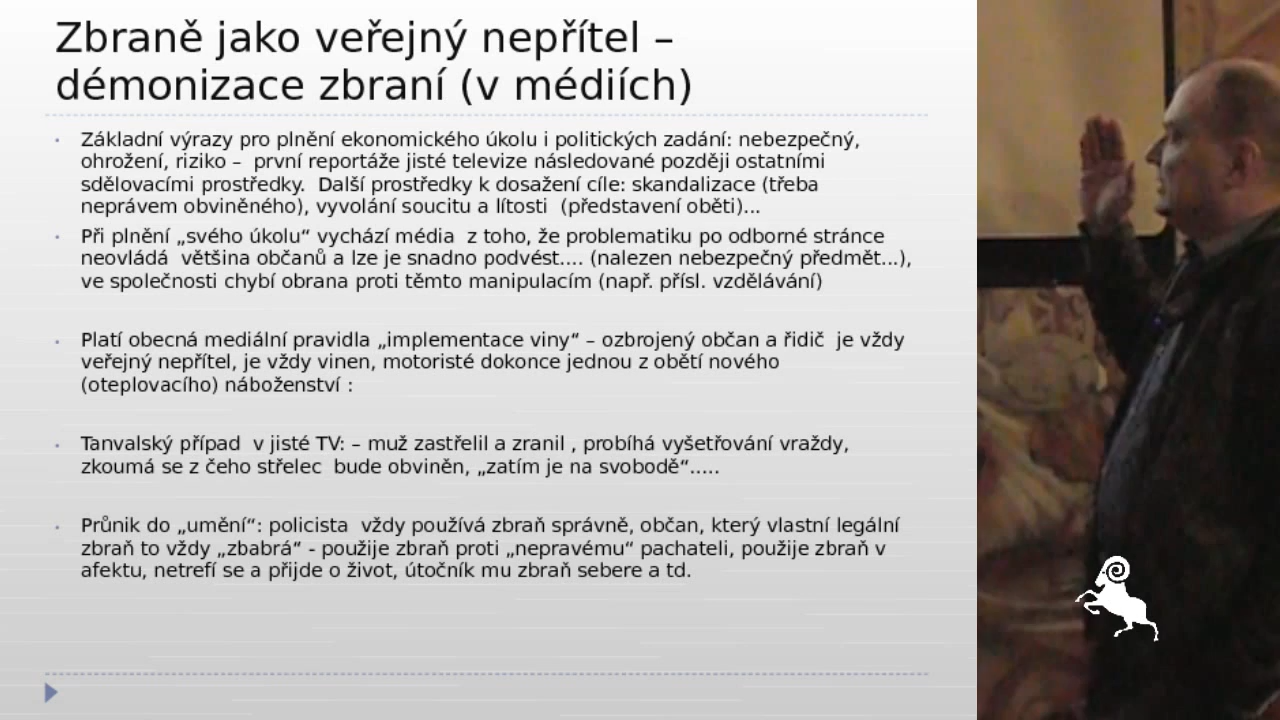 Zbraně jako veřejný nepřítel –
démonizace zbraní (v médiích)
Základní výrazy pro plnění ekonomického úkolu i politických zadání: nebezpečný,
ohrožení, riziko –  první reportáže jisté televize následované později ostatními
sdělovacími prostředky.  Další prostředky k dosažení cíle: skandalizace (třeba
neprávem obviněného), vyvolání soucitu a lítosti  (představení oběti)...
Při plnění „svého úkolu“ vychází média  z toho, že problematiku po odborné stránce
neovládá  většina občanů a lze je snadno podvést.... (nalezen nebezpečný předmět...),
ve společnosti chybí obrana proti těmto manipulacím (např. přísl. vzdělávání)
Platí obecná mediální pravidla „implementace viny“ – ozbrojený občan a řidič  je vždy
veřejný nepřítel, je vždy vinen, motoristé dokonce jednou z obětí nového
(oteplovacího) náboženství :
Tanvalský případ  v jisté TV: – muž zastřelil a zranil , probíhá vyšetřování vraždy,
zkoumá se z čeho střelec  bude obviněn, „zatím je na svobodě“.....
Průnik do „umění“: policista  vždy používá zbraň správně, občan, který vlastní legální
zbraň to vždy „zbabrá“ - použije zbraň proti „nepravému“ pachateli, použije zbraň v
afektu, netrefí se a přijde o život, útočník mu zbraň sebere a td.